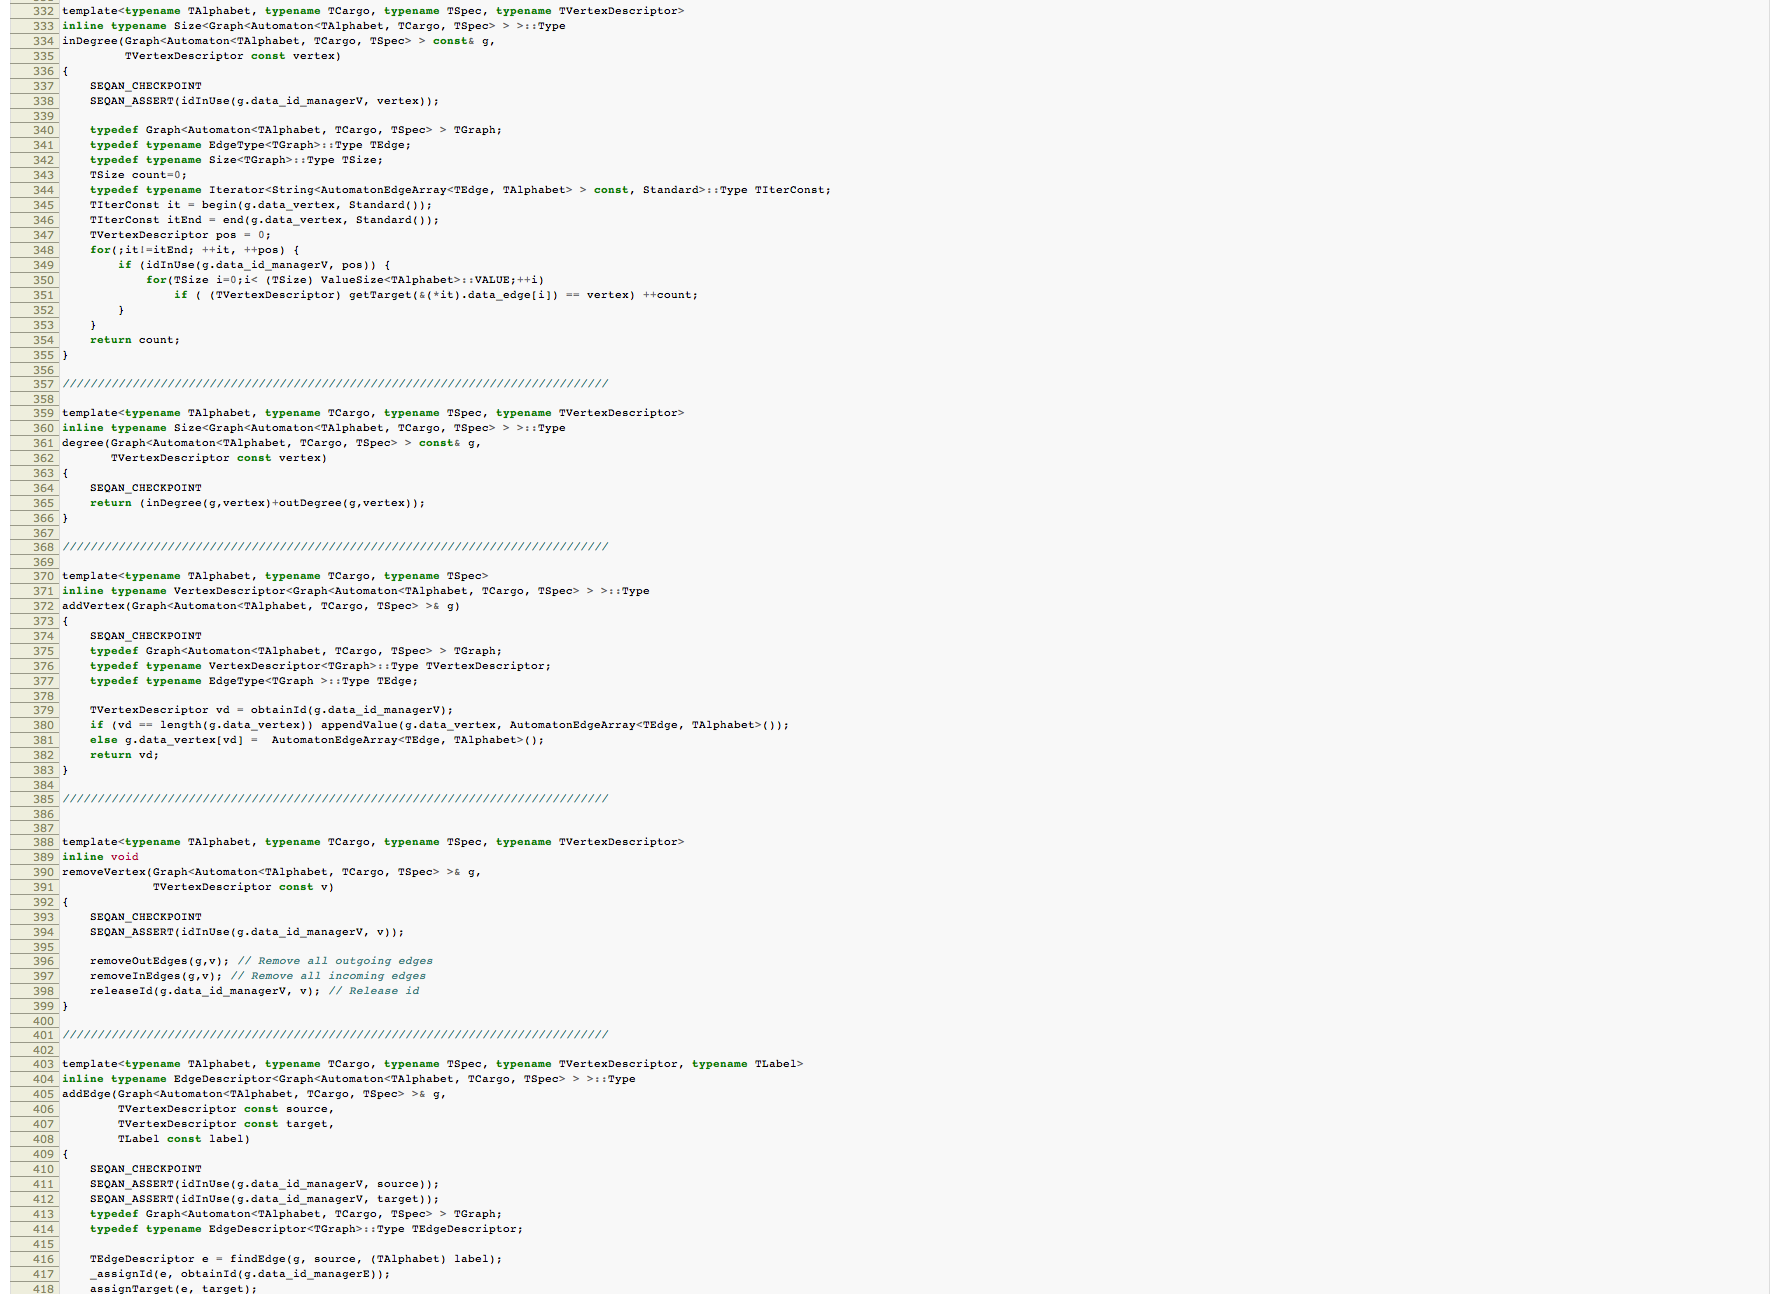 332 template<typename TAlphabet, typename TCargo, typename TSpec, typename TVertexDescriptor>
333 inline typename Size<Graph<Automaton<TAlphabet, TCargo, TSpec> > >::Type
334 inDegree(Graph<Automaton<TAlphabet, TCargo, TSpec> > const& g,
335          TVertexDescriptor const vertex)
336 {
337     SEQAN_CHECKPOINT
338     SEQAN_ASSERT(idInUse(g.data_id_managerV, vertex));
339
340     typedef Graph<Automaton<TAlphabet, TCargo, TSpec> > TGraph;
341     typedef typename EdgeType<TGraph>::Type TEdge;
342     typedef typename Size<TGraph>::Type TSize;
343     TSize count=0;
344     typedef typename Iterator<String<AutomatonEdgeArray<TEdge, TAlphabet> > const, Standard>::Type TIterConst;
345     TIterConst it = begin(g.data_vertex, Standard());
346     TIterConst itEnd = end(g.data_vertex, Standard());
347     TVertexDescriptor pos = 0;
348     for(;it!=itEnd; ++it, ++pos) {
349         if (idInUse(g.data_id_managerV, pos)) {
350             for(TSize i=0;i< (TSize) ValueSize<TAlphabet>::VALUE;++i)
351                 if ( (TVertexDescriptor) getTarget(&(*it).data_edge[i]) == vertex) ++count;
352         }
353     }
354     return count;
355 }
356
357 //////////////////////////////////////////////////////////////////////////////
358
359 template<typename TAlphabet, typename TCargo, typename TSpec, typename TVertexDescriptor>
360 inline typename Size<Graph<Automaton<TAlphabet, TCargo, TSpec> > >::Type
361 degree(Graph<Automaton<TAlphabet, TCargo, TSpec> > const& g,
362        TVertexDescriptor const vertex)
363 {
364     SEQAN_CHECKPOINT
365     return (inDegree(g,vertex)+outDegree(g,vertex));
366 }
367
368 //////////////////////////////////////////////////////////////////////////////
369
370 template<typename TAlphabet, typename TCargo, typename TSpec>
371 inline typename VertexDescriptor<Graph<Automaton<TAlphabet, TCargo, TSpec> > >::Type
372 addVertex(Graph<Automaton<TAlphabet, TCargo, TSpec> >& g)
373 {
374     SEQAN_CHECKPOINT
375     typedef Graph<Automaton<TAlphabet, TCargo, TSpec> > TGraph;
376     typedef typename VertexDescriptor<TGraph>::Type TVertexDescriptor;
377     typedef typename EdgeType<TGraph >::Type TEdge;
378
379     TVertexDescriptor vd = obtainId(g.data_id_managerV);
380     if (vd == length(g.data_vertex)) appendValue(g.data_vertex, AutomatonEdgeArray<TEdge, TAlphabet>());
381     else g.data_vertex[vd] =  AutomatonEdgeArray<TEdge, TAlphabet>();
382     return vd;
383 }
384
385 //////////////////////////////////////////////////////////////////////////////
386
387
388 template<typename TAlphabet, typename TCargo, typename TSpec, typename TVertexDescriptor>
389 inline void
390 removeVertex(Graph<Automaton<TAlphabet, TCargo, TSpec> >& g,
391              TVertexDescriptor const v)
392 {
393     SEQAN_CHECKPOINT
394     SEQAN_ASSERT(idInUse(g.data_id_managerV, v));
395
396     removeOutEdges(g,v); // Remove all outgoing edges
397     removeInEdges(g,v); // Remove all incoming edges
398     releaseId(g.data_id_managerV, v); // Release id
399 }
400
401 //////////////////////////////////////////////////////////////////////////////
402
403 template<typename TAlphabet, typename TCargo, typename TSpec, typename TVertexDescriptor, typename TLabel>
404 inline typename EdgeDescriptor<Graph<Automaton<TAlphabet, TCargo, TSpec> > >::Type
405 addEdge(Graph<Automaton<TAlphabet, TCargo, TSpec> >& g,
406         TVertexDescriptor const source,
407         TVertexDescriptor const target,
408         TLabel const label)
409 {
410     SEQAN_CHECKPOINT
411     SEQAN_ASSERT(idInUse(g.data_id_managerV, source));
412     SEQAN_ASSERT(idInUse(g.data_id_managerV, target));
413     typedef Graph<Automaton<TAlphabet, TCargo, TSpec> > TGraph;
414     typedef typename EdgeDescriptor<TGraph>::Type TEdgeDescriptor;
415
416     TEdgeDescriptor e = findEdge(g, source, (TAlphabet) label);
417     _assignId(e, obtainId(g.data_id_managerE));
418     assignTarget(e, target);